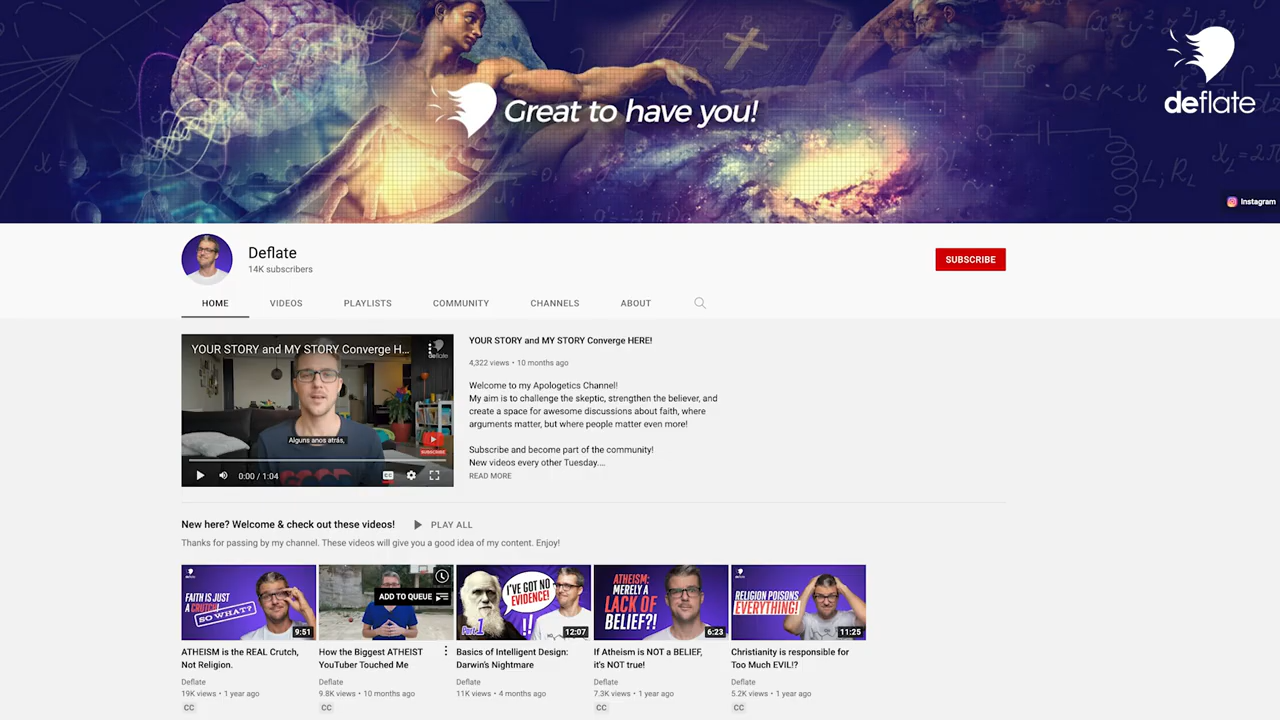 Great to have you!
deflate
Instagram
Deflate
14K subscribers
SUBSCRIBE
HOME
VIDEOS
PLAYLISTS
COMMUNITY
CHANNELS
ABOUT
YOUR STORY and MY STORY Converge H...
deflate
Alguns anos atrás,
SUBSCRIBE
0:00 / 1:04
YOUR STORY and MY STORY Converge HERE!
4,322 views • 10 months ago
Welcome to my Apologetics Channel!
My aim is to challenge the skeptic, strengthen the believer, and
create a space for awesome discussions about faith, where
arguments matter, but where people matter even more!
Subscribe and become part of the community!
New videos every other Tuesday....
READ MORE
New here? Welcome & check out these videos!
PLAY ALL
Thanks for passing by my channel. These videos will give you a good idea of my content. Enjoy!
deflate
FAITH IS JUST
A CRUTCH
SO WHAT?
9:51
ADD TO QUEUE
I'VE GOT NO
EVIDENCE!
!!
Part 1
12:07
ATHEISM:
MERELY A
LACK OF
BELIEF?!
6:23
deflate
RELIGION POISONS
EVERYTHING!
11:25
ATHEISM is the REAL Crutch,
Not Religion.
Deflate
19K views • 1 year ago
CC
How the Biggest ATHEIST
YouTuber Touched Me
Deflate
9.8K views • 10 months ago
CC
Basics of Intelligent Design:
Darwin's Nightmare
Deflate
11K views • 4 months ago
If Atheism is NOT a BELIEF,
it's NOT true!
Deflate
7.3K views • 1 year ago
CC
Christianity is responsible for
Too Much EVIL!?
Deflate
5.2K views • 1 year ago
CC